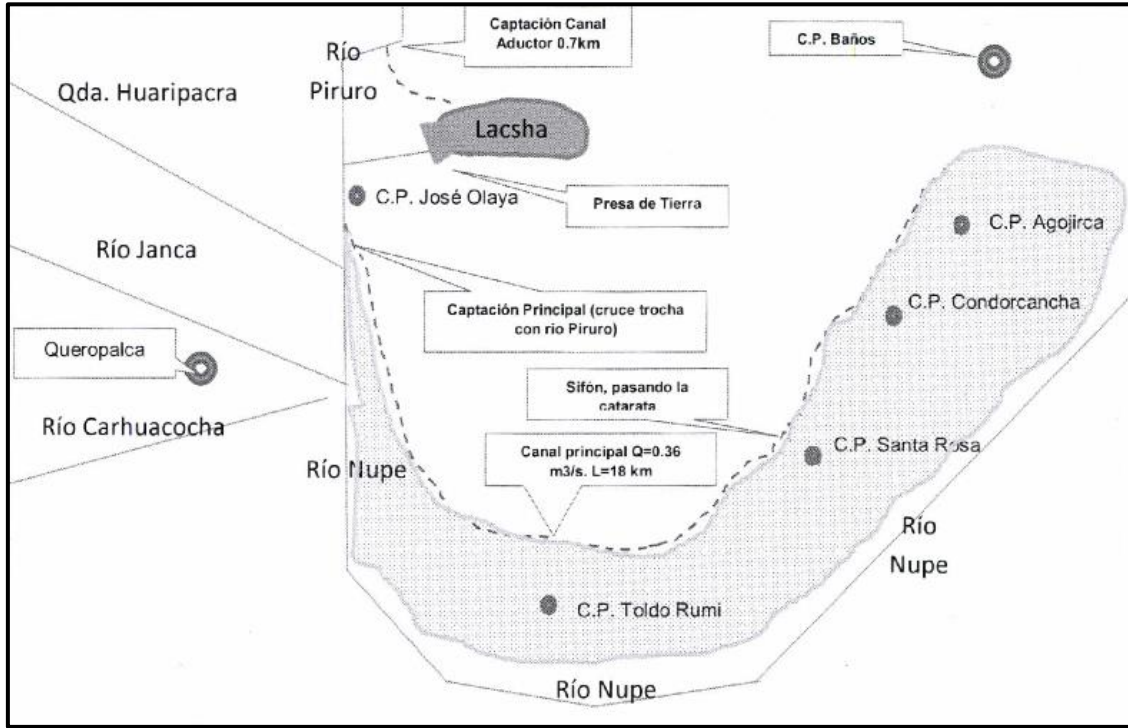 Captación Canal
Aductor 0.7km
C.P. Baños
Río
Piruro
Qda. Huaripacra
Lacsha
C.P. José Olaya
Presa de Tierra
C.P. Agojirca
Río Janca
Captación Principal (cruce trocha
con rio Piruro)
C.P. Condorcancha
Queropalca
Sifón, pasando la
catarata
Río Carhuacocha
Canal principal Q=0.36
m3/s. L=18 km
C.P. Santa Rosa
Río Nupe
Río
Nupe
C.P. Toldo Rumi
Río Nupe